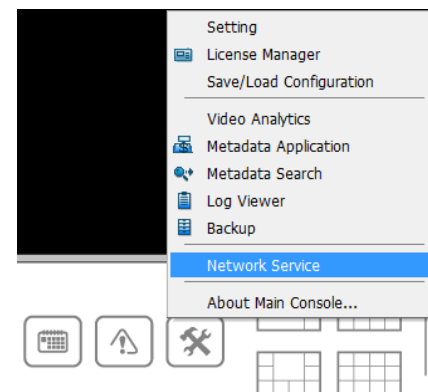 Setting
License Manager
Save/Load Configuration
Video Analytics
Metadata Application
Metadata Search
Log Viewer
Backup
Network Service
About Main Console...